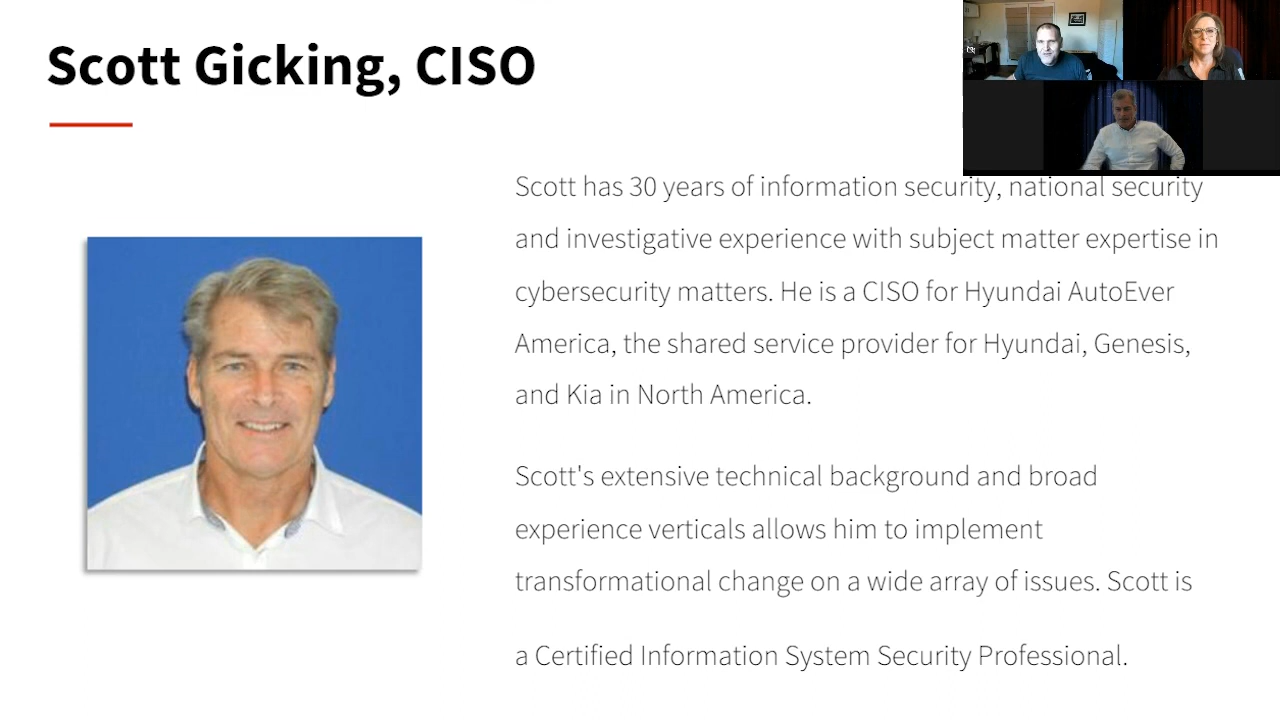 Scott Gicking, CISO
Scott has 30 years of information security, national security
and investigative experience with subject matter expertise in
cybersecurity matters. He is a CISO for Hyundai AutoEver
America, the shared service provider for Hyundai, Genesis,
and Kia in North America.
Scott's extensive technical background and broad
experience verticals allows him to implement
transformational change on a wide array of issues. Scott is
a Certified Information System Security Professional.